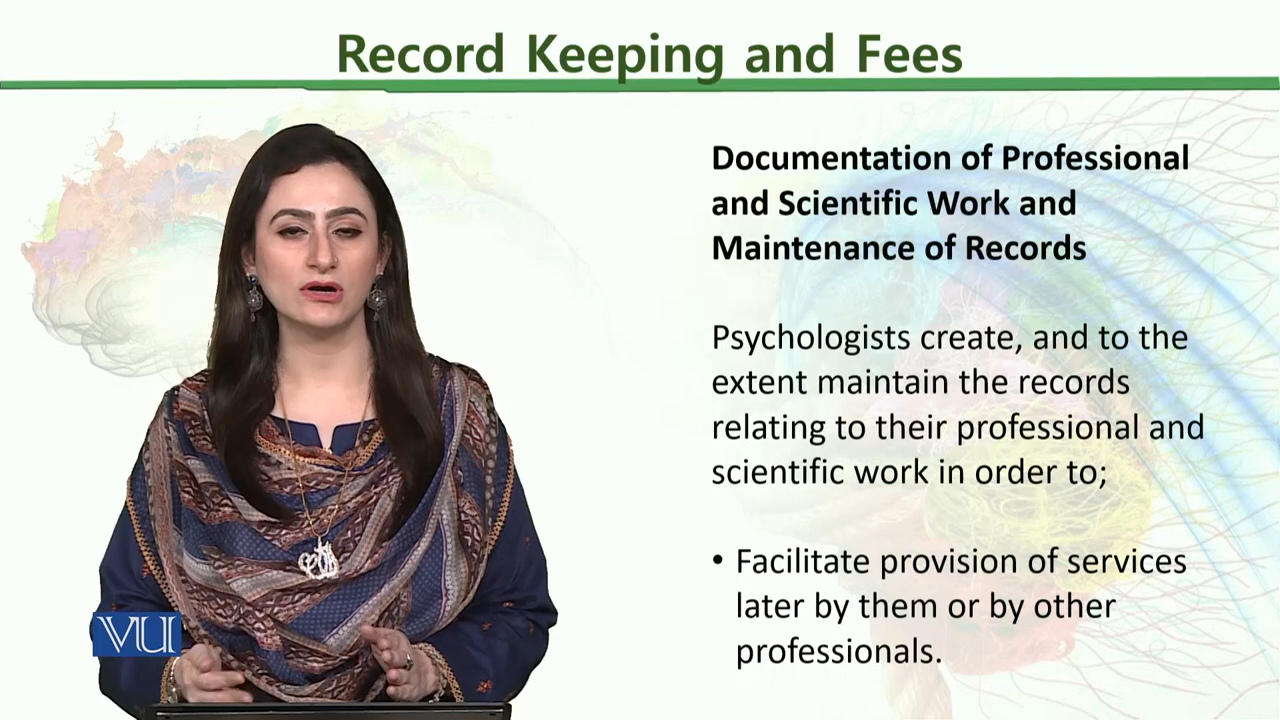 Record Keeping and Fees
Documentation of Professional
and Scientific Work and
Maintenance of Records
Psychologists create, and to the
extent maintain the records
relating to their professional and
scientific work in order to;
• Facilitate provision of services
later by them or by other
professionals.
VU